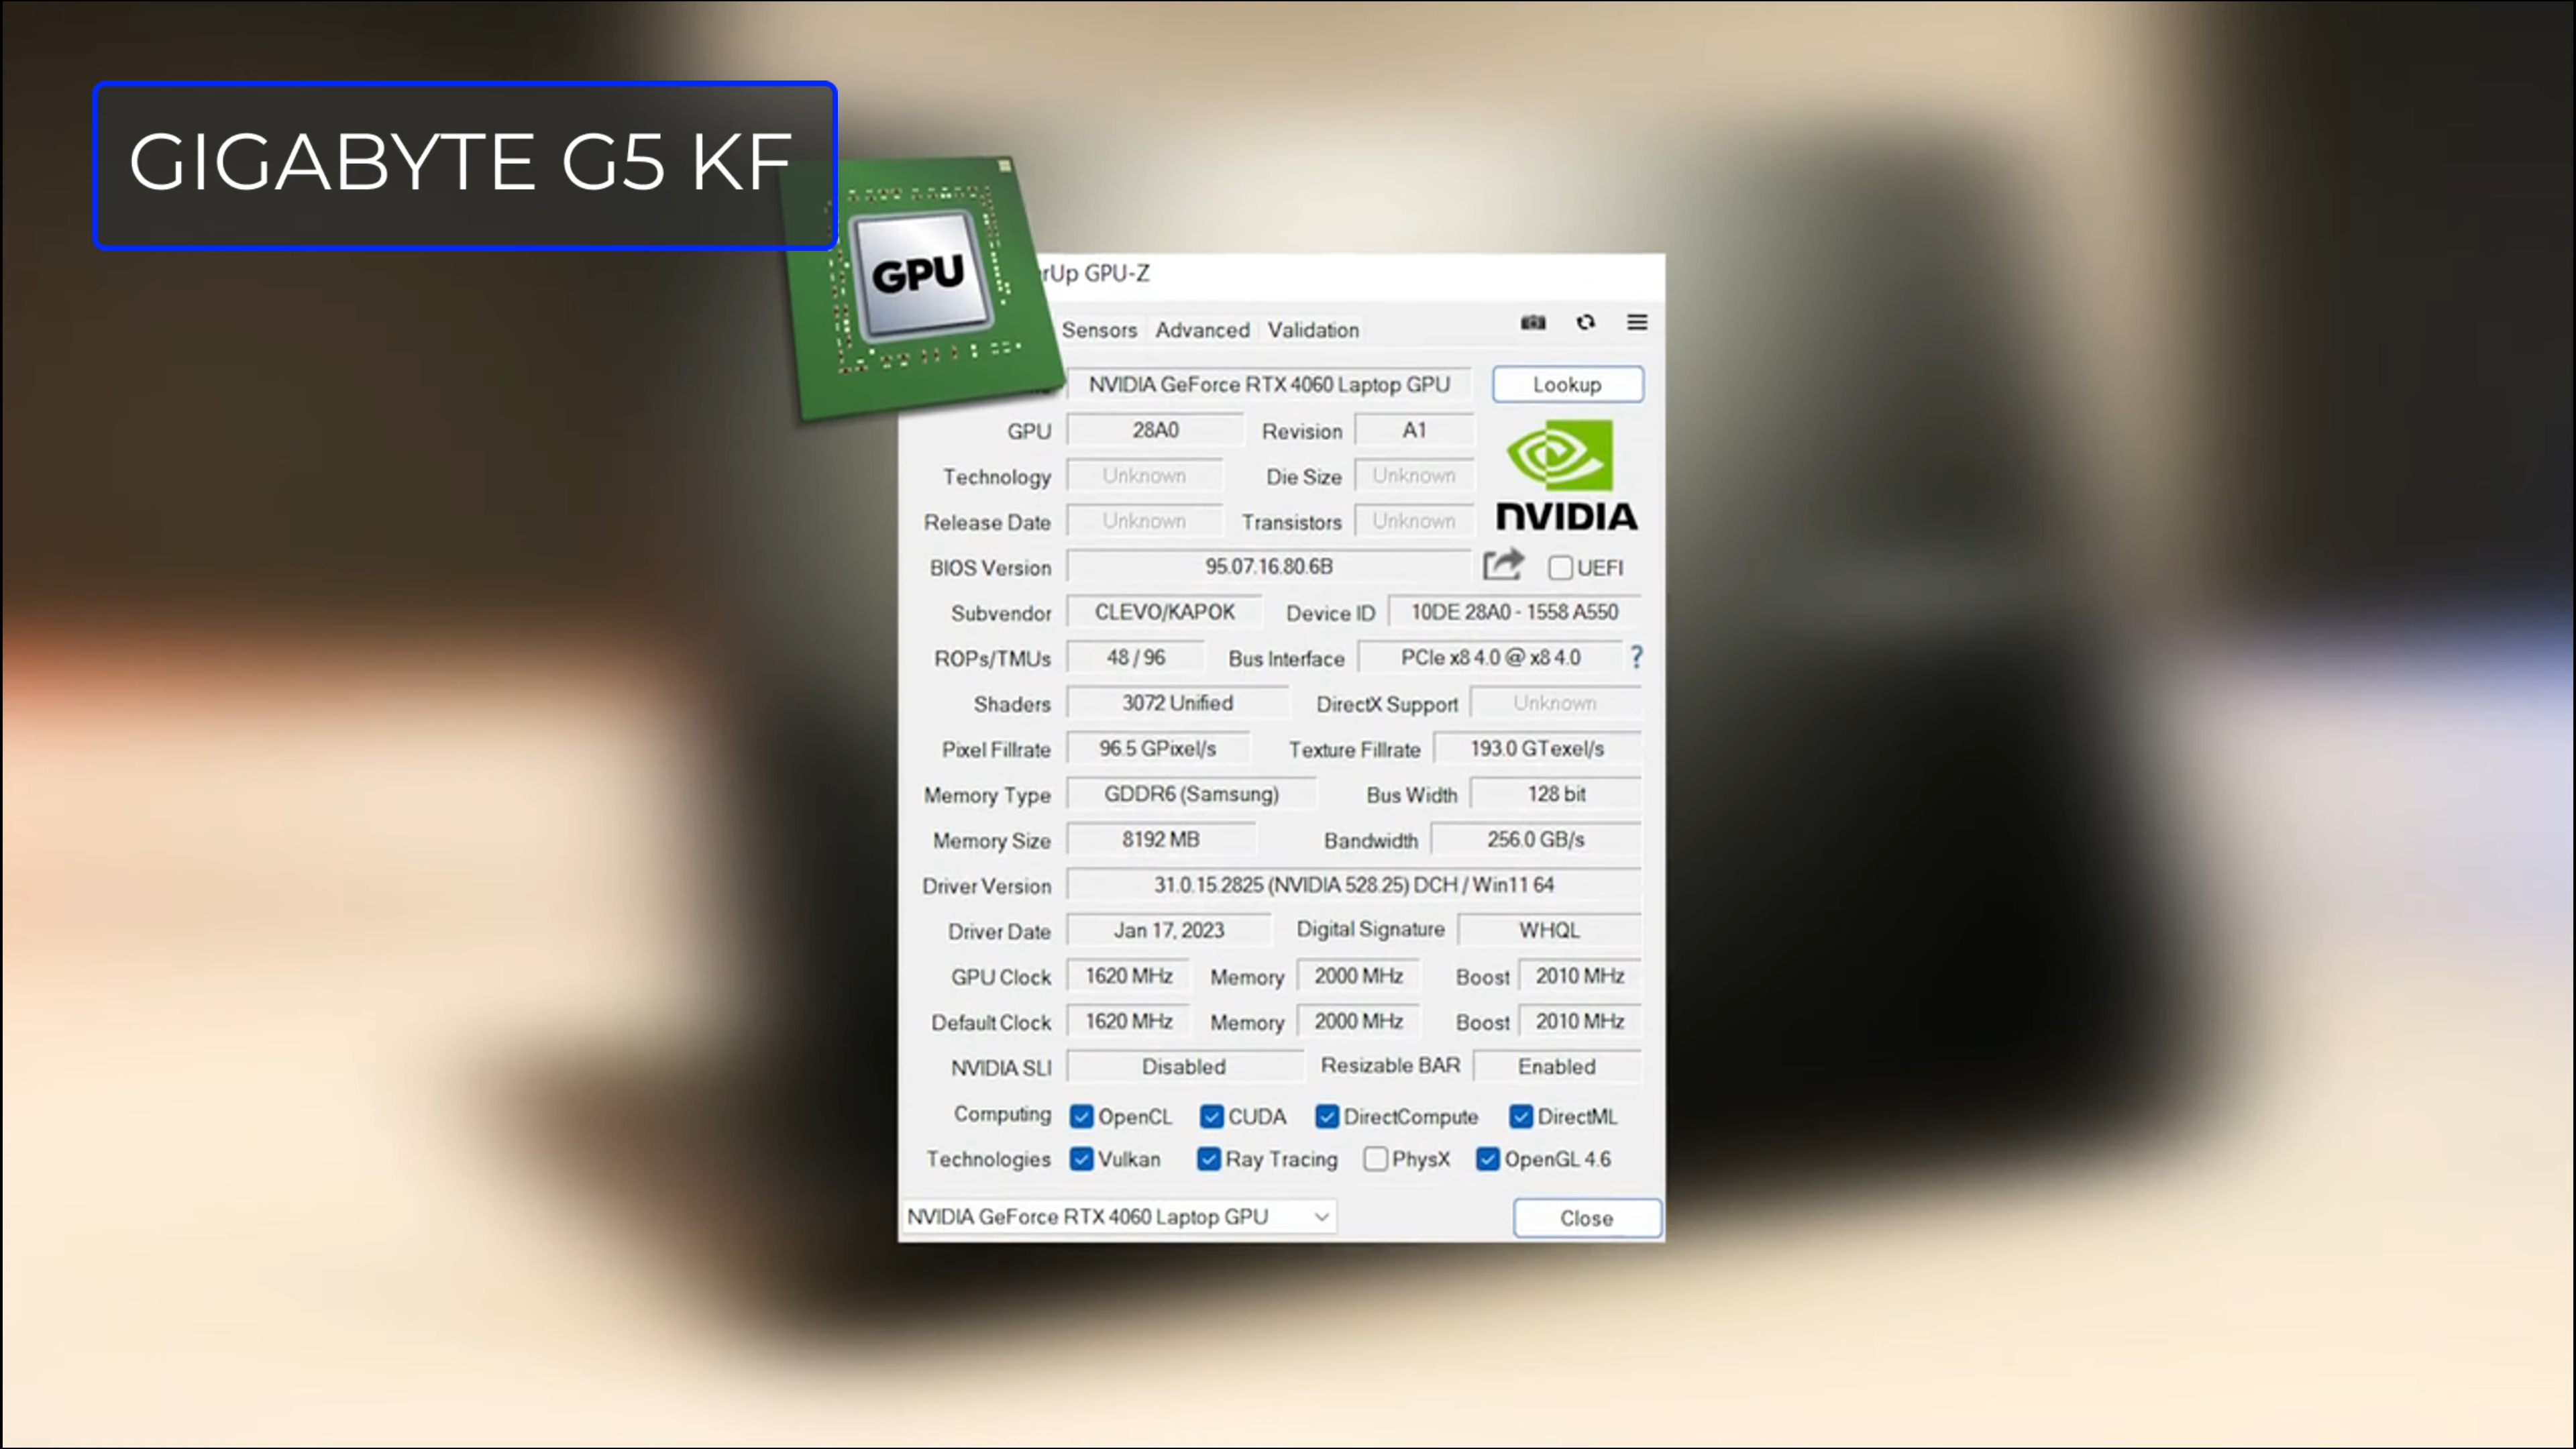 GIGABYTE G5 KF
GPU
rUp GPU-Z
Sensors Advanced Validation
NVIDIA GeForce RTX 4060 Laptop GPU Lookup
GPU 28A0 Revision A1
Technology Unknown Die Size Unknown
NVIDIA
Release Date Unknown Transistors Unknown
BIOS Version 95.07.16.80.6B UEFI
Subvendor CLEVO/KAPOK Device ID 10DE 28A0 - 1558 A550
ROPs/TMUs 48 / 96 Bus Interface PCIe x8 4.0 @ x8 4.0 ?
Shaders 3072 Unified DirectX Support Unknown
Pixel Fillrate 96.5 GPixel/s Texture Fillrate 193.0 GTexel/s
Memory Type GDDR6 (Samsung) Bus Width 128 bit
Memory Size 8192 MB Bandwidth 256.0 GB/s
Driver Version 31.0.15.2825 (NVIDIA 528.25) DCH / Win11 64
Driver Date Jan 17, 2023 Digital Signature WHQL
GPU Clock 1620 MHz Memory 2000 MHz Boost 2010 MHz
Default Clock 1620 MHz Memory 2000 MHz Boost 2010 MHz
NVIDIA SLI Disabled Resizable BAR Enabled
Computing OpenCL CUDA DirectCompute DirectML
Technologies Vulkan Ray Tracing PhysX OpenGL 4.6
NVIDIA GeForce RTX 4060 Laptop GPU Close